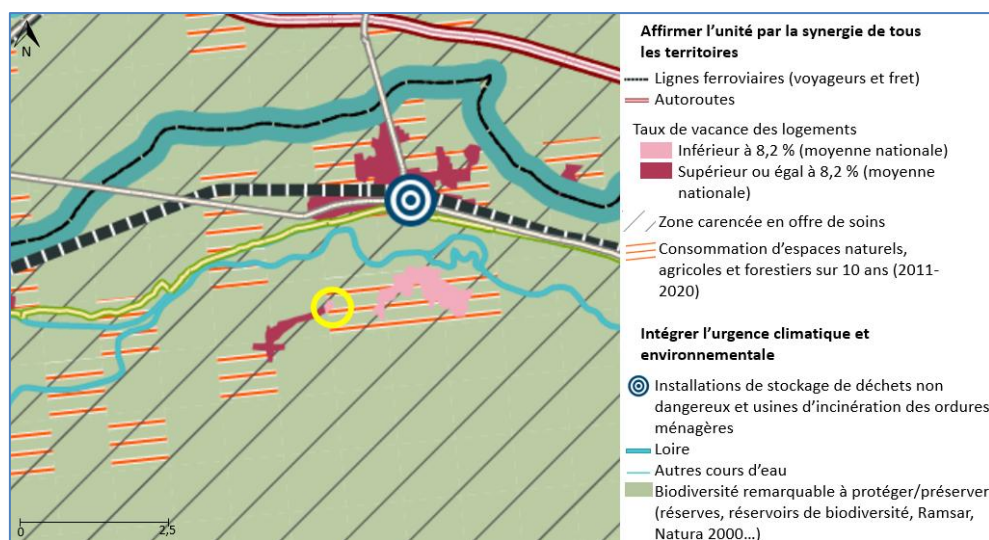 N
0
2,5
Affirmer l’unité par la synergie de tous
les territoires
Lignes ferroviaires (voyageurs et fret)
Autoroutes
Taux de vacance des logements
Inférieur à 8,2 % (moyenne
nationale)
Supérieur ou égal à 8,2 % (moyenne
nationale)
Zone carencée en offre de soins
Consommation d’espaces naturels,
agricoles et forestiers sur 10 ans (2011-
2020)
Intégrer l’urgence climatique et
environnementale
Installations de stockage de déchets non
dangereux et usines d’incinération des ordures
ménagères
Loire
Autres cours d’eau
Biodiversité remarquable à protéger/préserver
(réserves, réservoirs de biodiversité, Ramsar,
Natura 2000…)